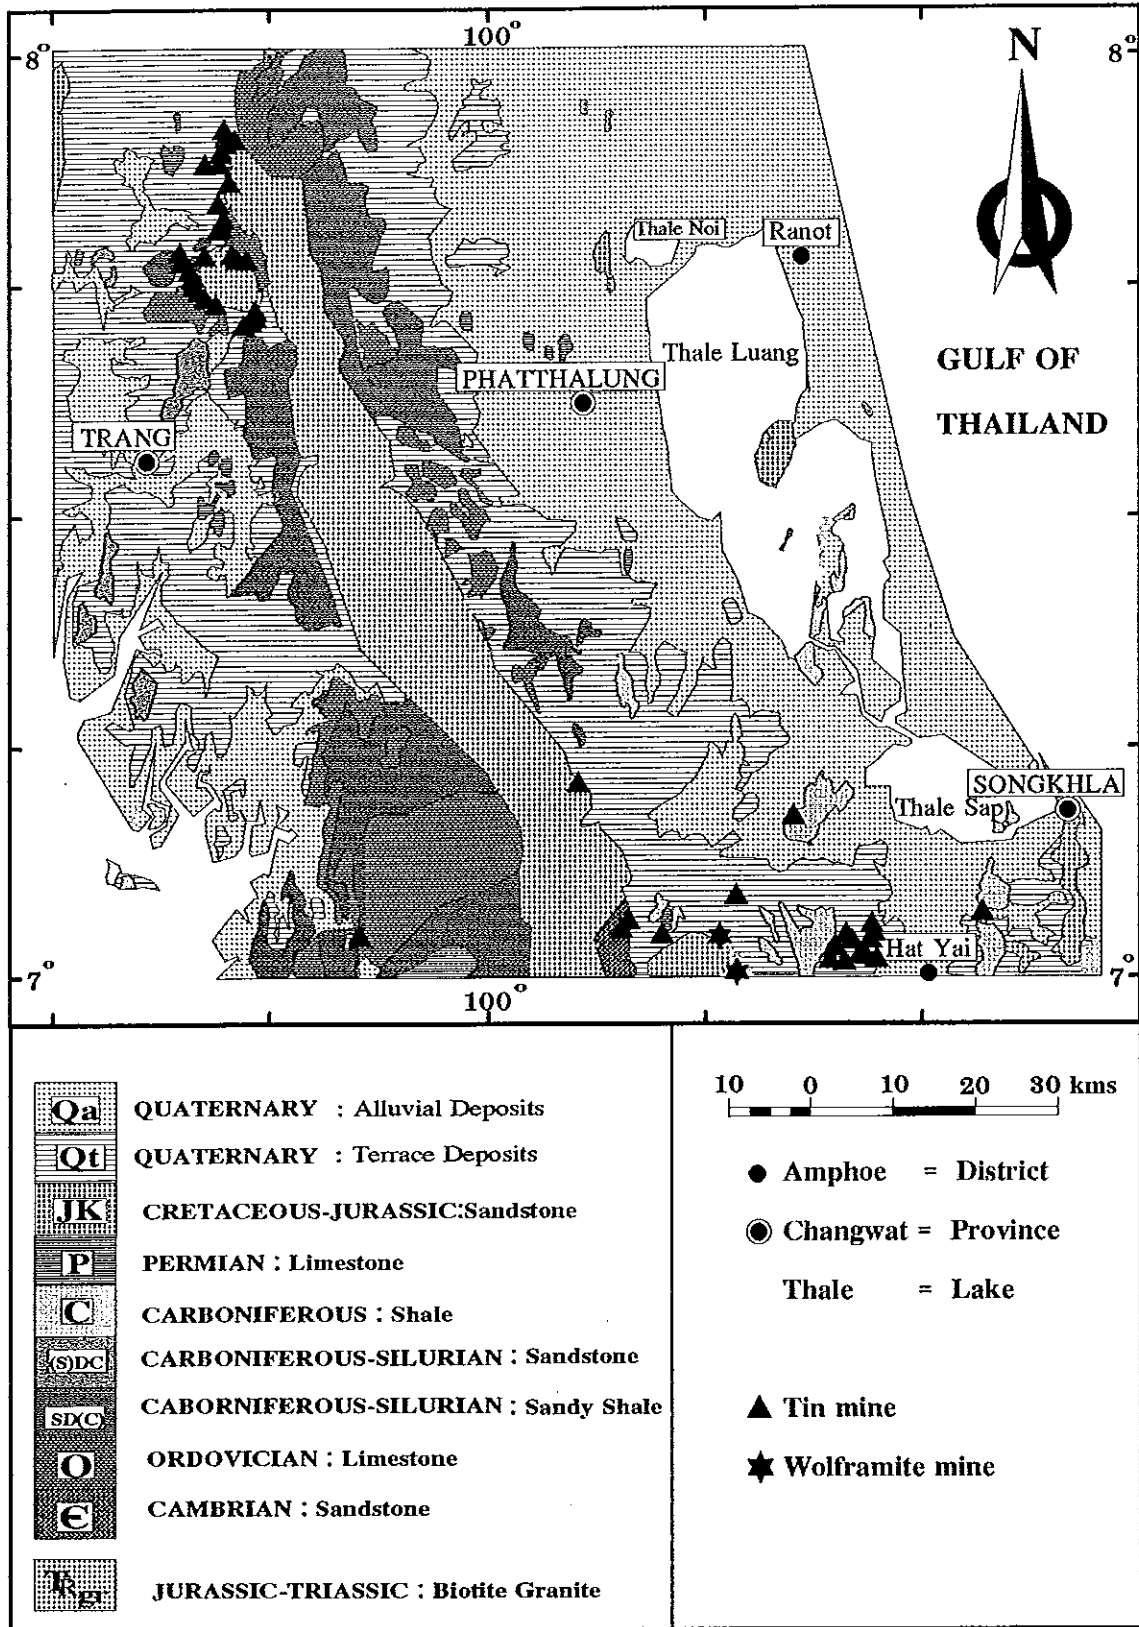 100°
8°
8°
N
Thale Noi
Ranot
Thale Luang
GULF OF
THAILAND
PHATTHALUNG
TRANG
SONGKHLA
Thale Sap
Hat Yai
7°
7°
100°
Qa QUATERNARY : Alluvial Deposits
Qt QUATERNARY : Terrace Deposits
JK CRETACEOUS-JURASSIC:Sandstone
P PERMIAN : Limestone
C CARBONIFEROUS : Shale
(S)DC CARBONIFEROUS-SILURIAN : Sandstone
SD(C) CABORNIFEROUS-SILURIAN : Sandy Shale
O ORDOVICIAN : Limestone
Є CAMBRIAN : Sandstone
TRgr JURASSIC-TRIASSIC : Biotite Granite
10 0 10 20 30 kms
Amphoe = District
Changwat = Province
Thale = Lake
Tin mine
Wolframite mine